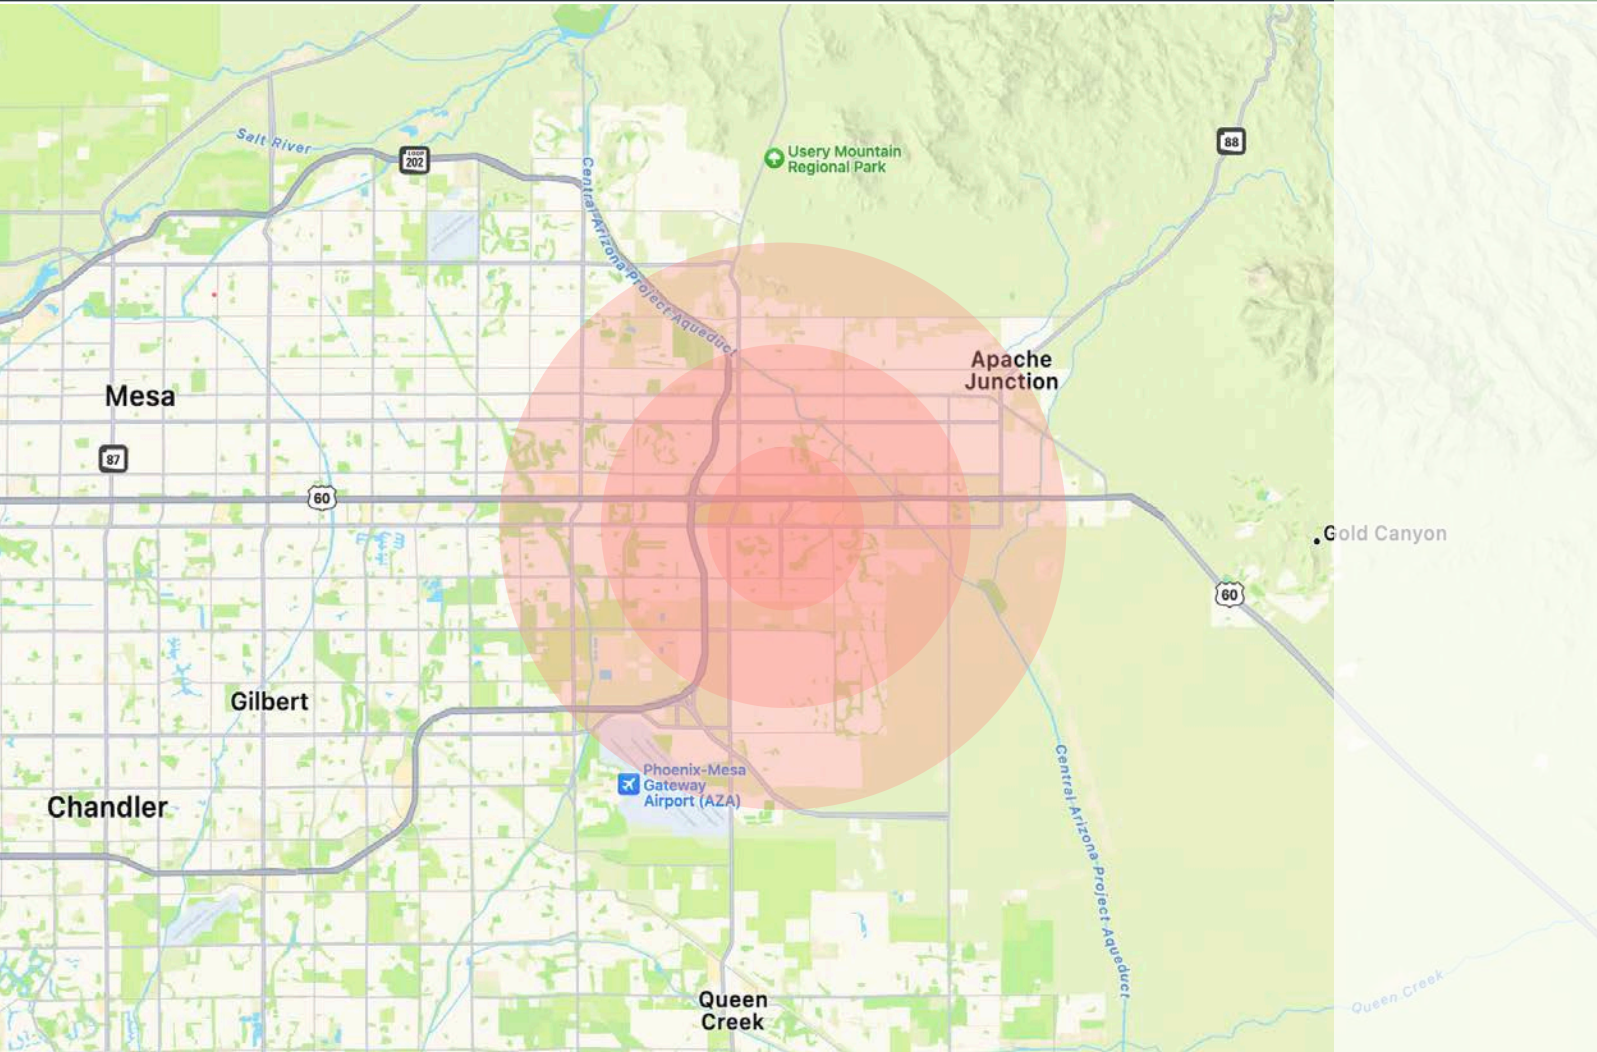 Salt River
LOOP
202
Central Arizona Project Aqueduct
Usery Mountain
Regional Park
88
Apache
Junction
Mesa
87
60
Gold Canyon
60
Gilbert
Phoenix-Mesa
Gateway
Airport (AZA)
Chandler
Central Arizona Project Aqueduct
Queen Creek
Queen
Creek